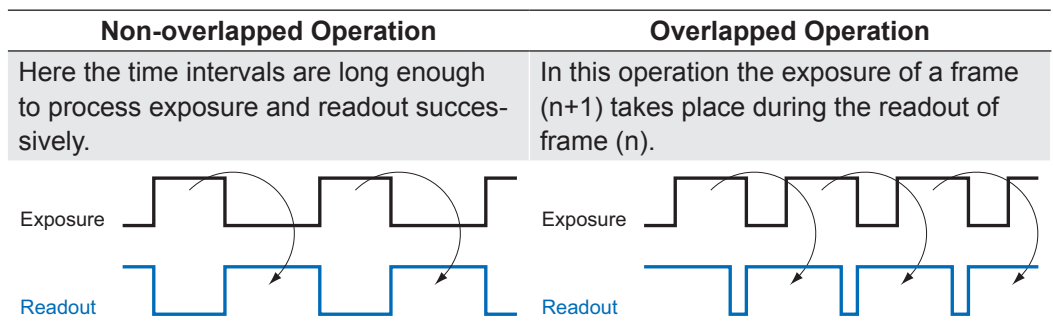 Non-overlapped Operation
Overlapped Operation
Here the time intervals are long enough
to process exposure and readout succes-
sively.
In this operation the exposure of a frame
(n+1) takes place during the readout of
frame (n).
Exposure
Readout
Exposure
Readout